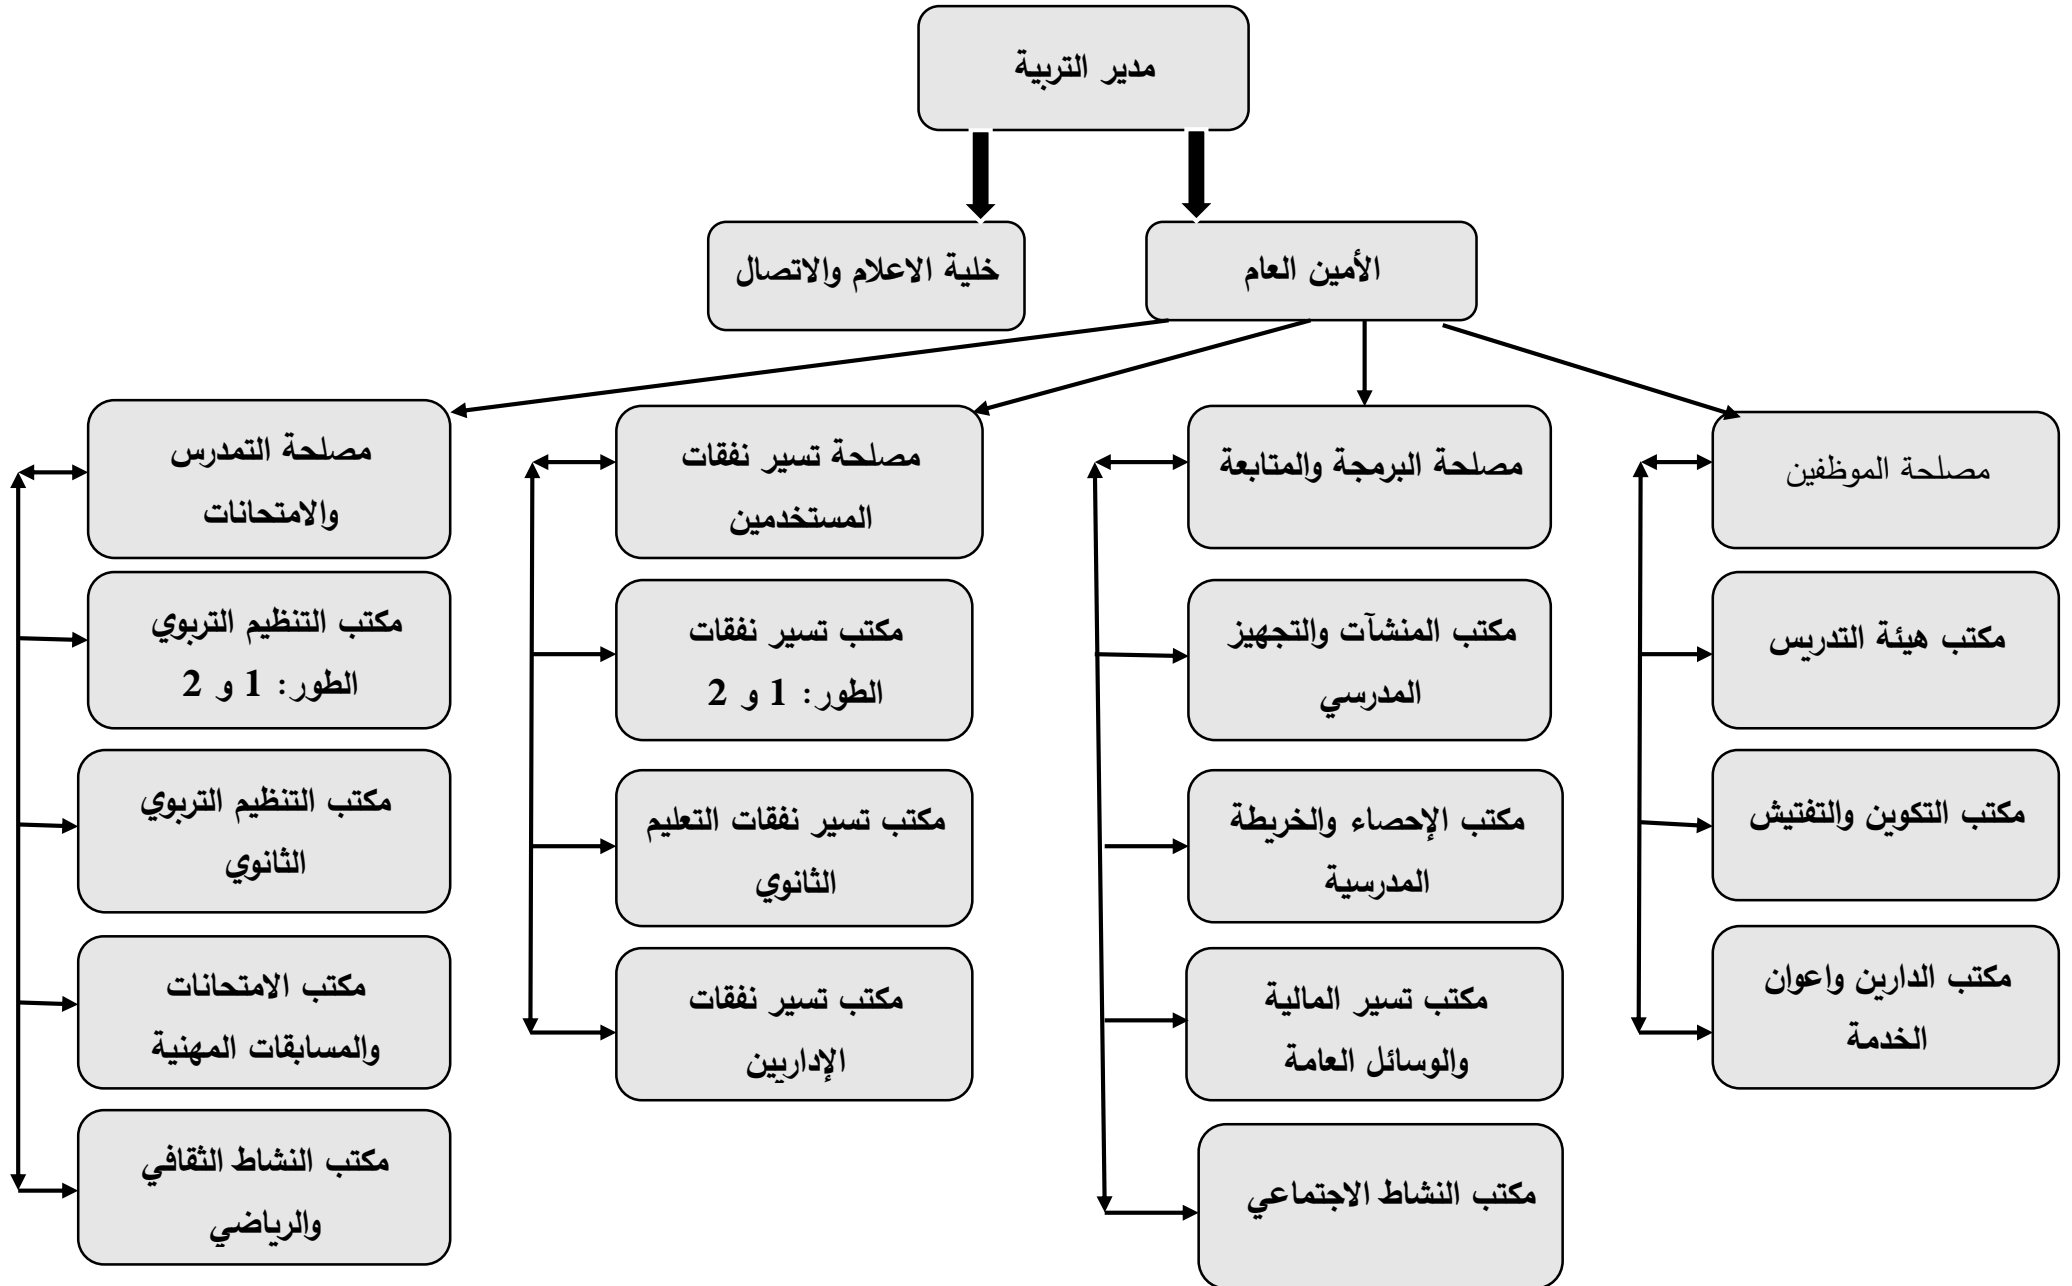 مدير التربية
الأمين العام
خلية الاعلام والاتصال
مصلحة الموظفين
مكتب هيئة التدريس
مكتب التكوين والتفتيش
مكتب الدارين واعوان
الخدمة
مصلحة البرمجة والمتابعة
مكتب المنشآت والتجهيز
المدرسي
مكتب الإحصاء والخريطة
المدرسية
مكتب تسير المالية
والوسائل العامة
مكتب النشاط الاجتماعي
مصلحة تسير نفقات
المستخدمين
مكتب تسير نفقات
الطور: 1 و 2
مكتب تسير نفقات التعليم
الثانوي
مكتب تسير نفقات
الإداريين
مصلحة التمدرس
والامتحانات
مكتب التنظيم التربوي
الطور: 1 و 2
مكتب التنظيم التربوي
الثانوي
مكتب الامتحانات
والمسابقات المهنية
مكتب النشاط الثقافي
والرياضي